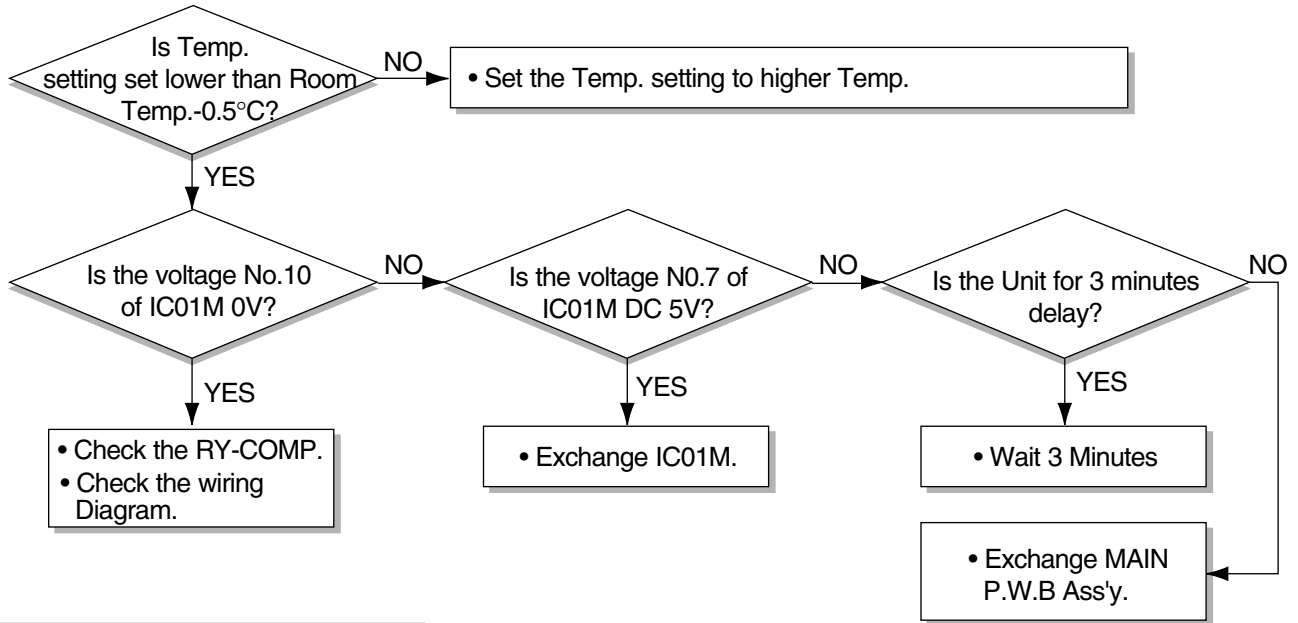 Is Temp.
setting set lower than Room
Temp.-0.5°C?
NO
• Set the Temp. setting to higher Temp.
YES
Is the voltage No.10
of IC01M 0V?
NO
Is the voltage N0.7 of
IC01M DC 5V?
NO
Is the Unit for 3 minutes
delay?
NO
YES
YES
YES
• Check the RY-COMP.
• Check the wiring
Diagram.
• Exchange IC01M.
• Wait 3 Minutes
• Exchange MAIN
P.W.B Ass'y.